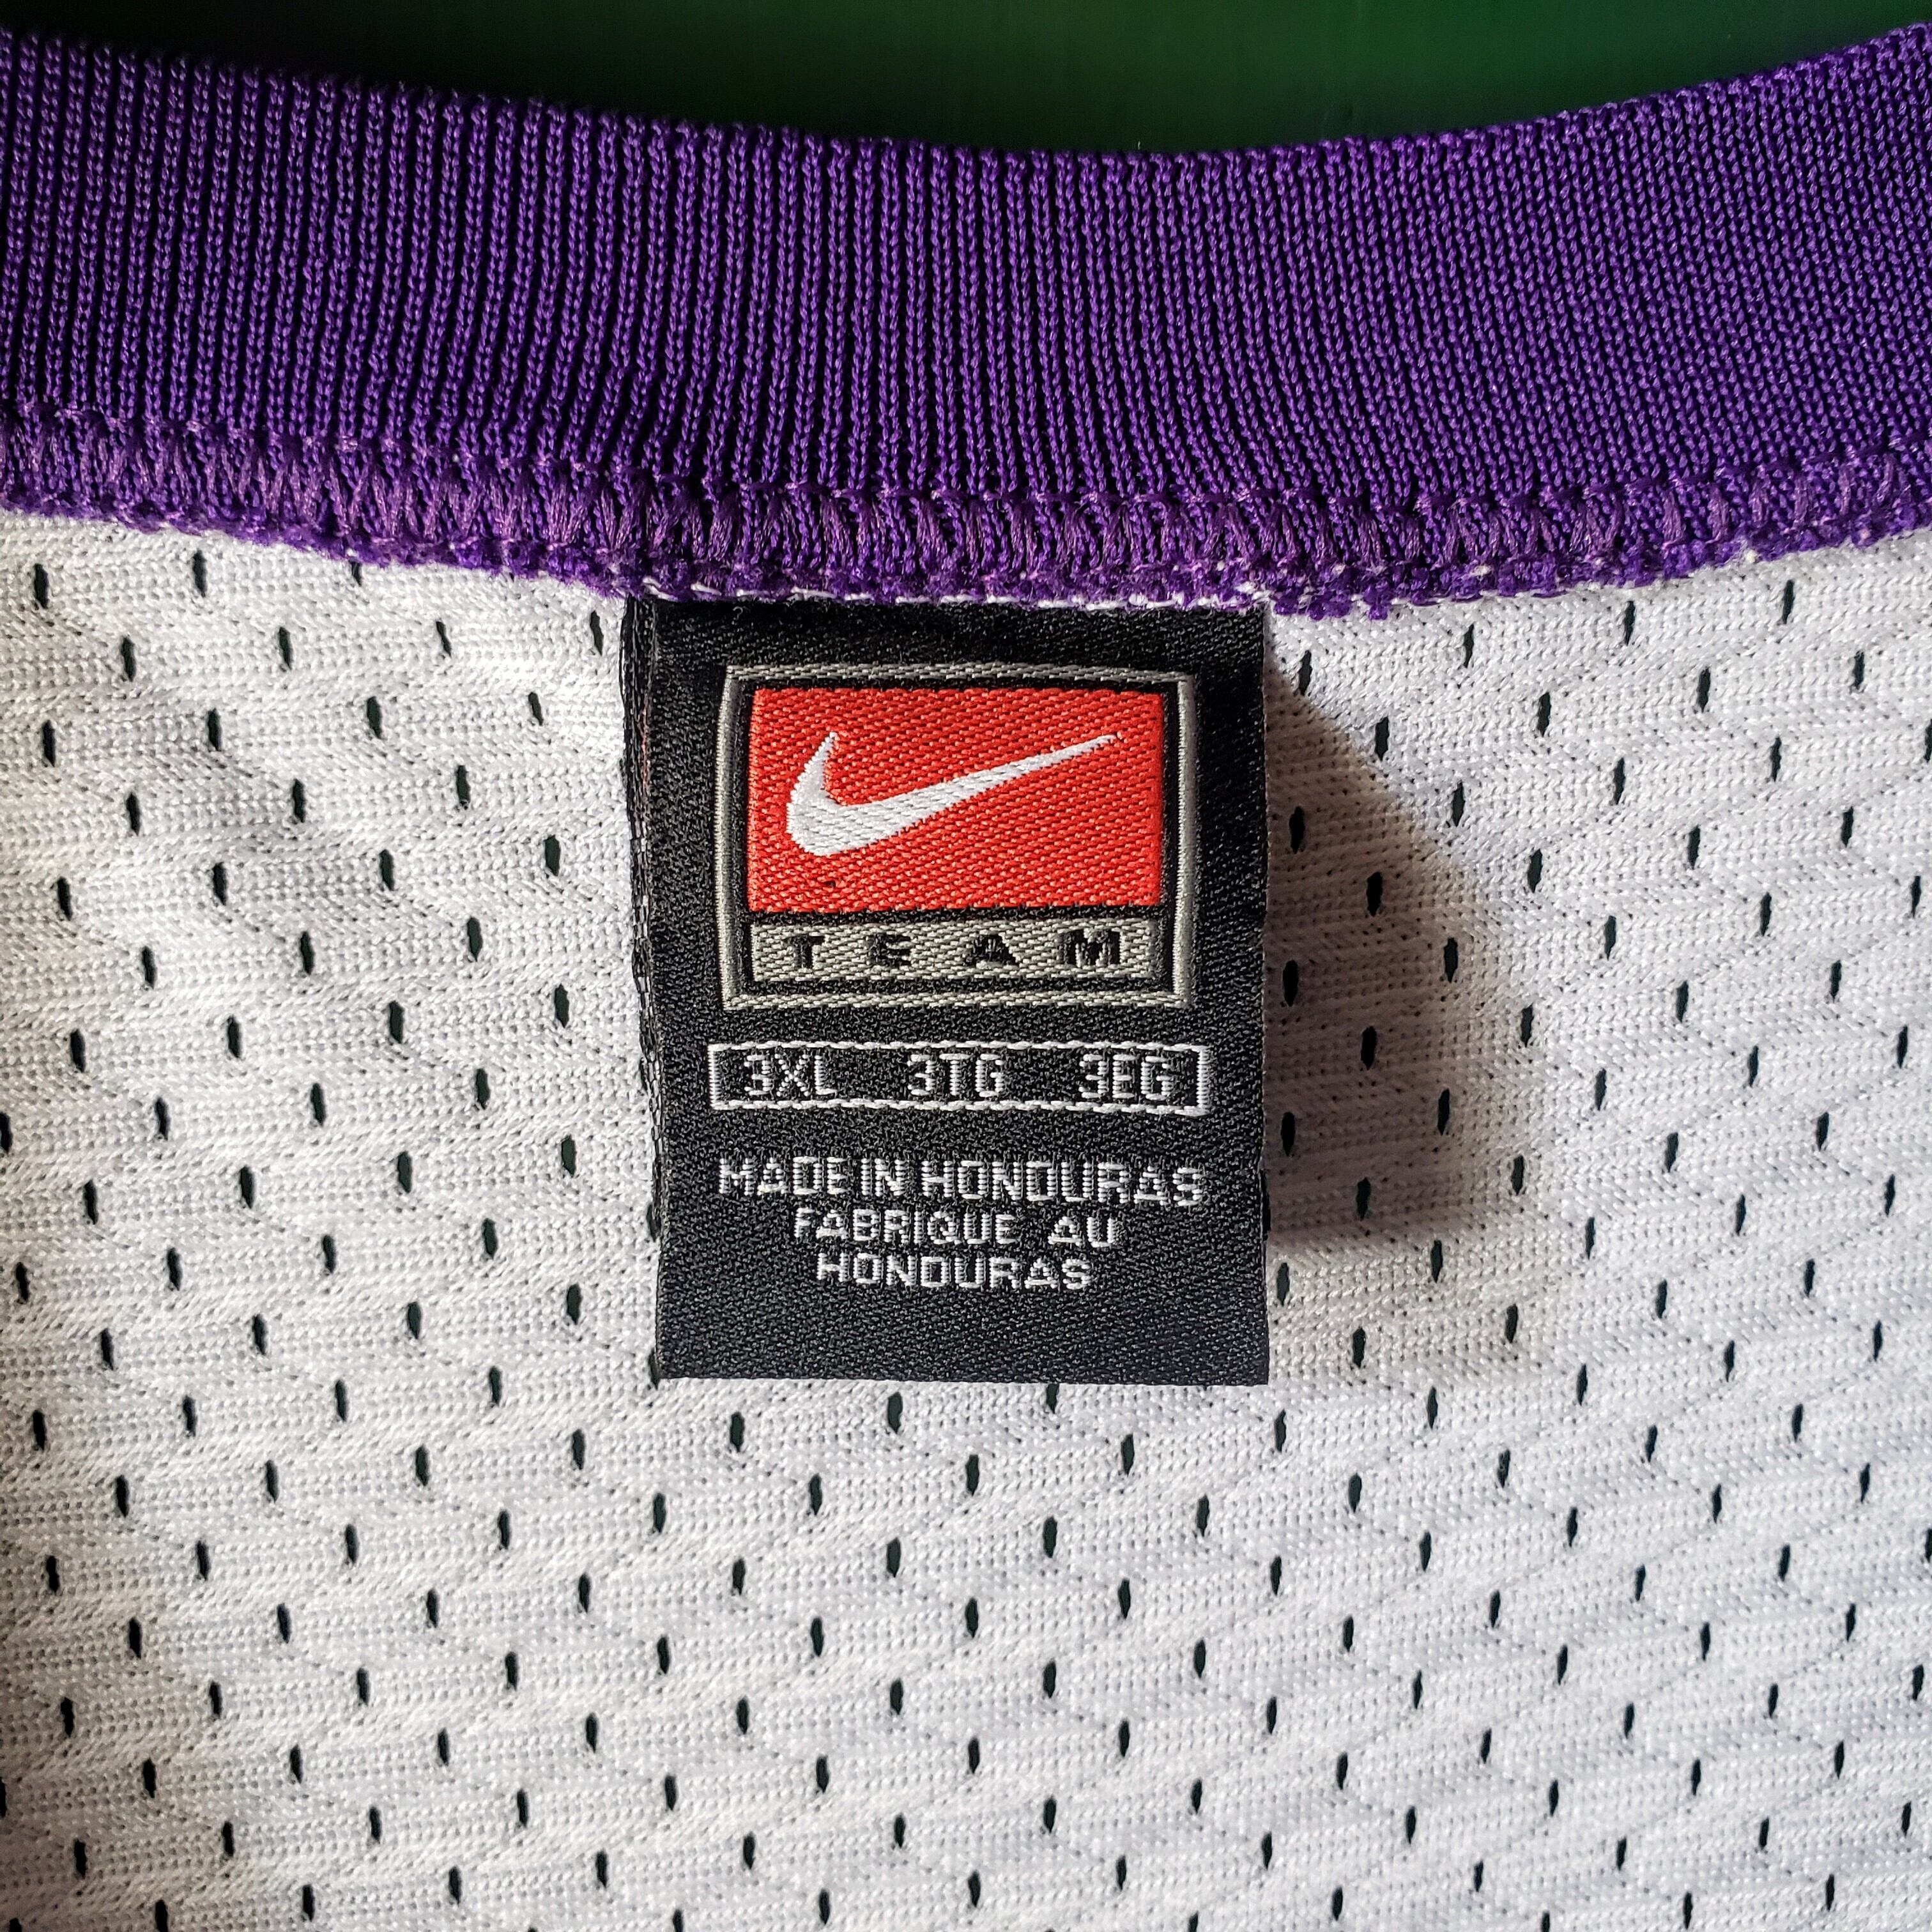 TEAM
3XL 3TG 3EG
MADE IN HONDURAS
FABRIQUE AU
HONDURAS